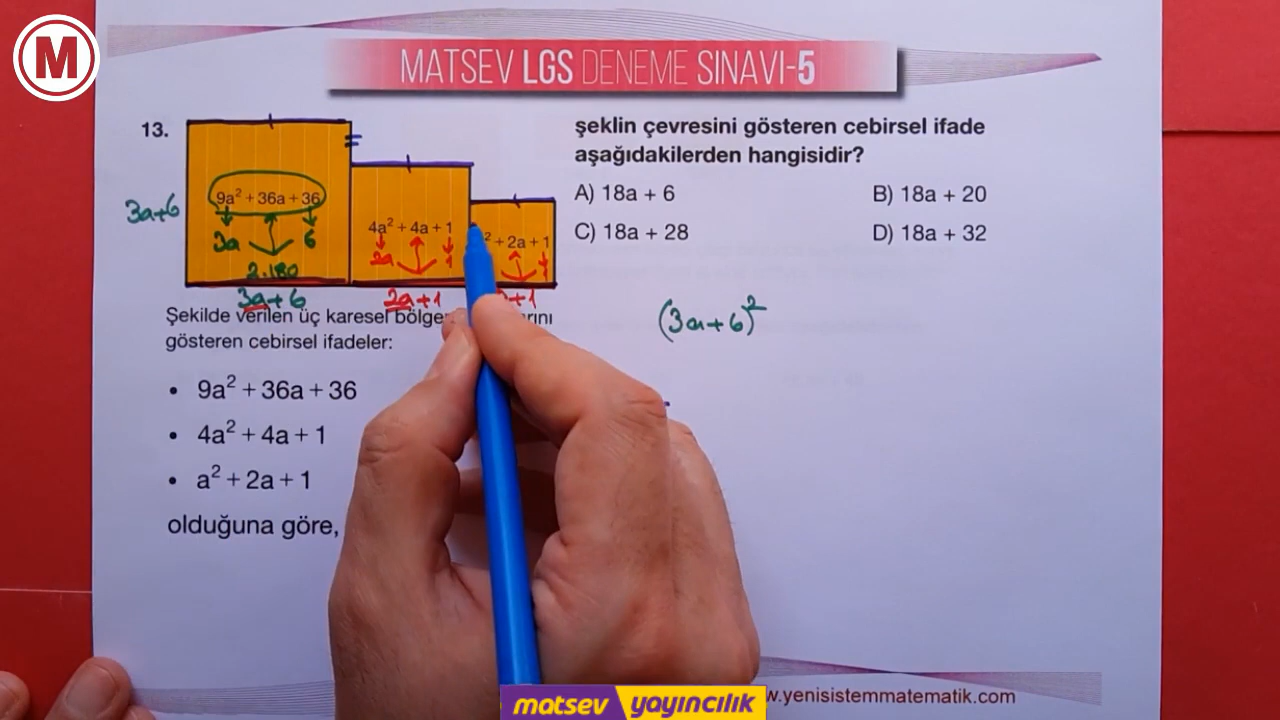 M
MATSEV LGS DENEME SINAVI-5
13.
3a+6
9a² + 36a + 36
3a
6
2.180
3a+6
4a² + 4a + 1
2a
1
2a+1
² + 2a + 1
1
+1
Şekilde verilen üç karesel bölge
gösteren cebirsel ifadeler:
• 9a² + 36a + 36
• 4a² + 4a + 1
• a² + 2a + 1
olduğuna göre,
şeklin çevresini gösteren cebirsel ifade
aşağıdakilerden hangisidir?
A) 18a + 6
B) 18a + 20
C) 18a + 28
D) 18a + 32
(3a+6)²
matsev yayıncılık
w.yenisistemmatematik.com